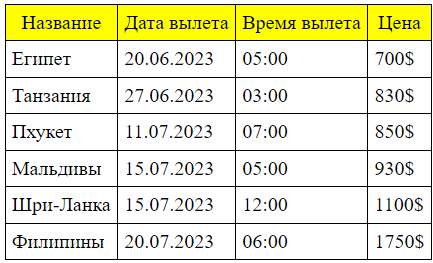 Название Дата вылета Время вылета Цена
Египет 20.06.2023 05:00 700$
Танзания 27.06.2023 03:00 830$
Пхукет 11.07.2023 07:00 850$
Мальдивы 15.07.2023 05:00 930$
Шри-Ланка 15.07.2023 12:00 1100$
Филипины 20.07.2023 06:00 1750$